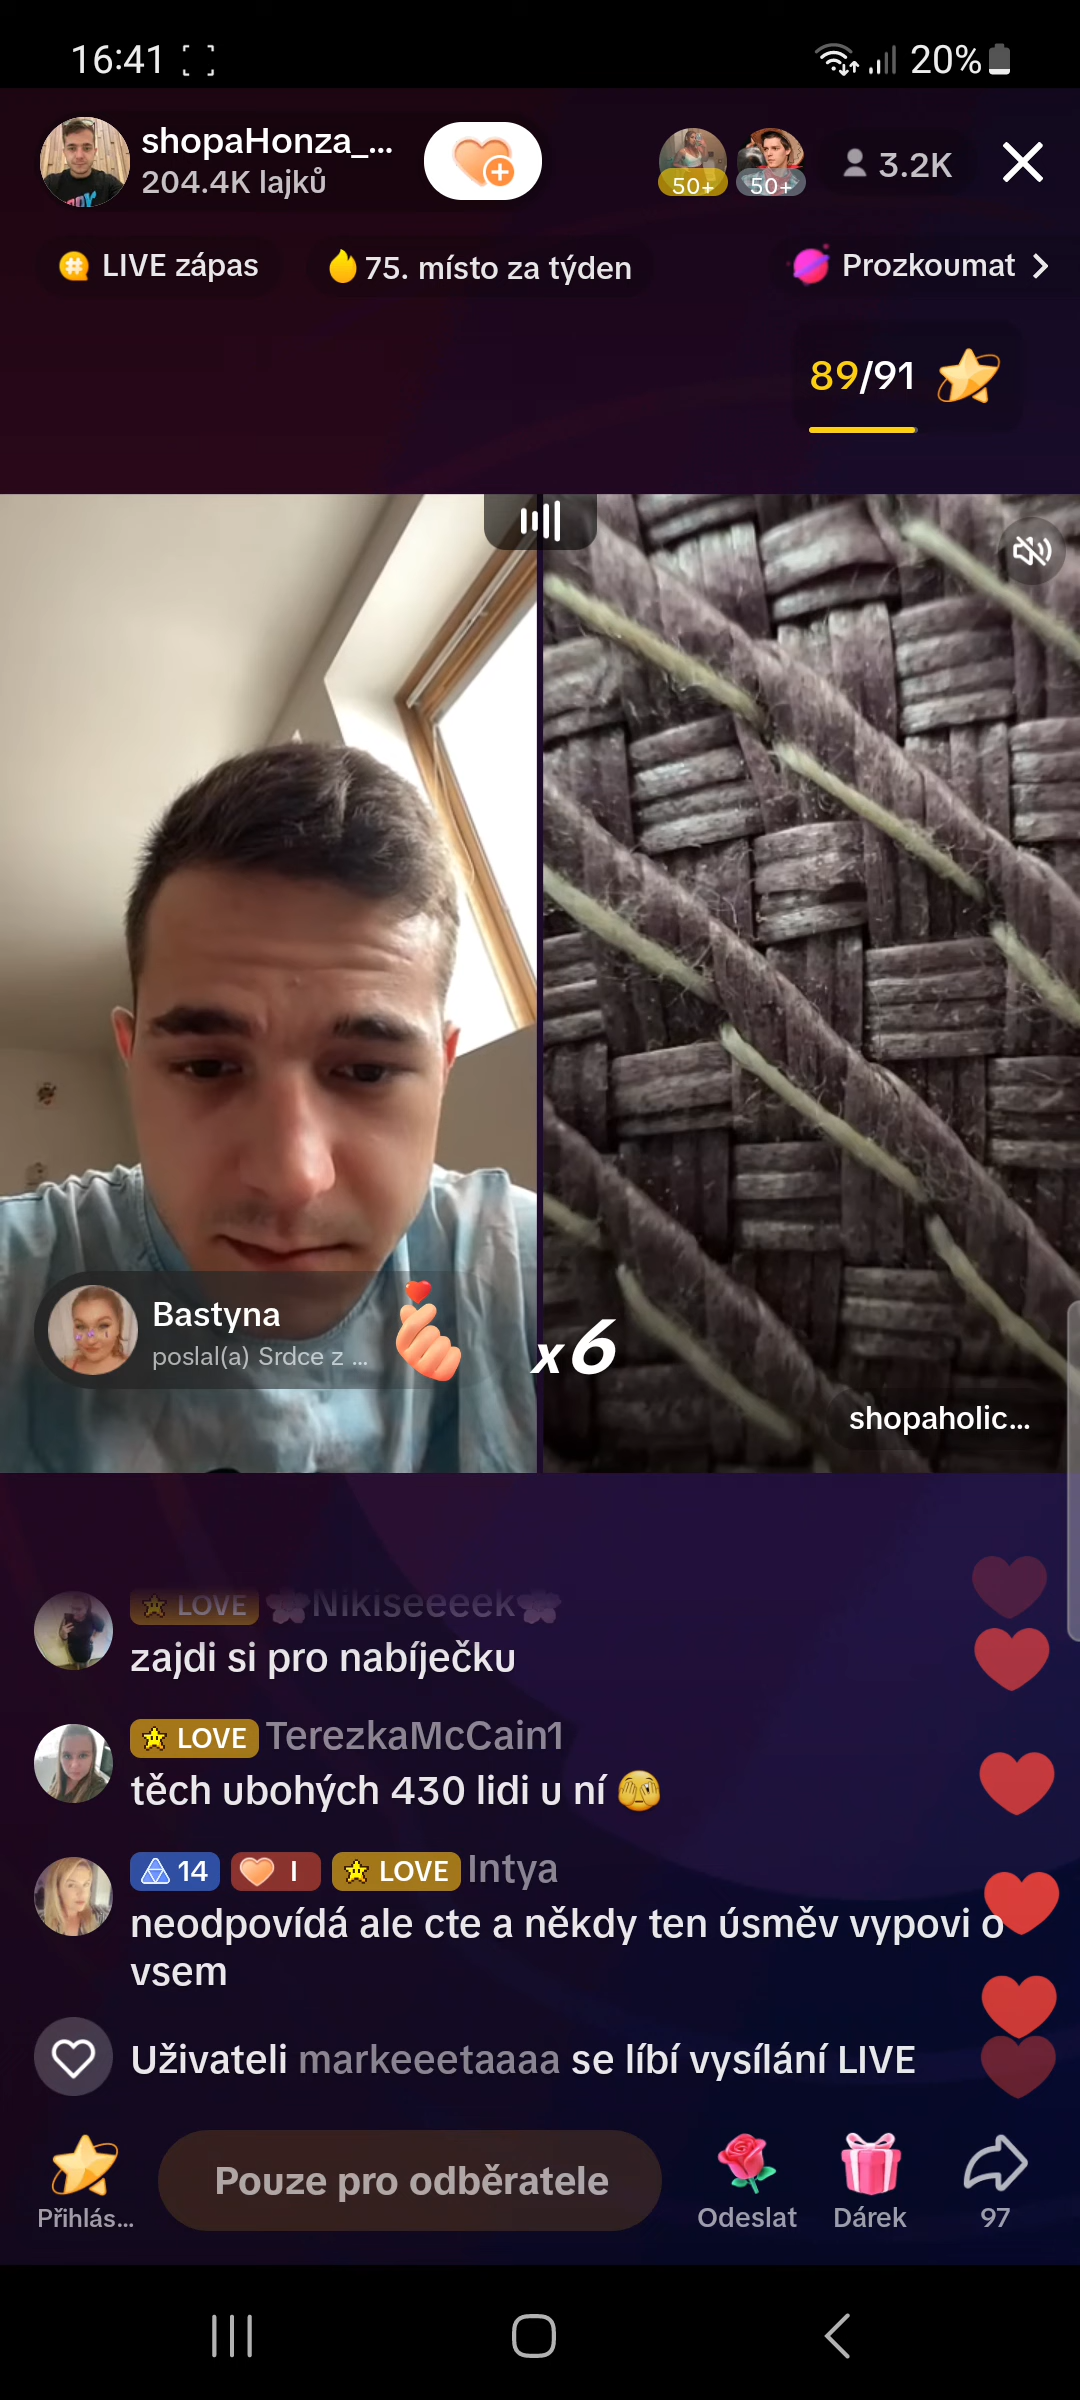 16:41
20%
shopaHonza_...
204.4K lajků
50+
50+
3.2K
LIVE zápas
75. místo za týden
Prozkoumat
89/91
Bastyna
poslal(a) Srdce z ...
x6
shopaholic...
LOVE Nikiseeeek
zajdi si pro nabíječku
LOVE TerezkaMcCain1
těch ubohých 430 lidi u ní
14 I LOVE Intya
neodpovídá ale cte a někdy ten úsměv vypovi o
vsem
Uživateli markeeetaaaa se líbí vysílání LIVE
Přihlás...
Pouze pro odběratele
Odeslat
Dárek
97